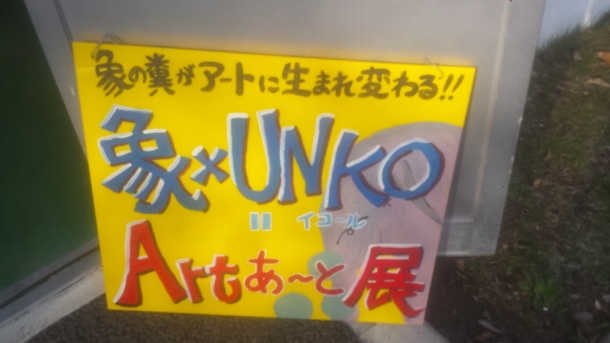 象の糞がアートに生まれ変わる!!
象×UNKO
〓 イコール
Artあ〜と展